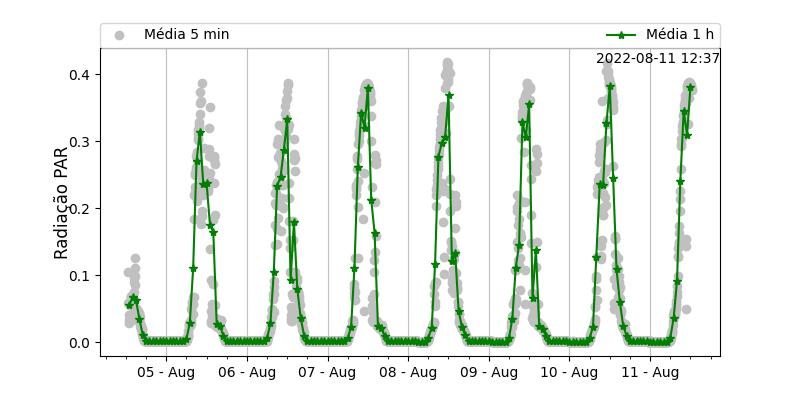 Média 5 min
Média 1 h
2022-08-11 12:37
Radiação PAR
0.4
0.3
0.2
0.1
0.0
05 - Aug
06 - Aug
07 - Aug
08 - Aug
09 - Aug
10 - Aug
11 - Aug